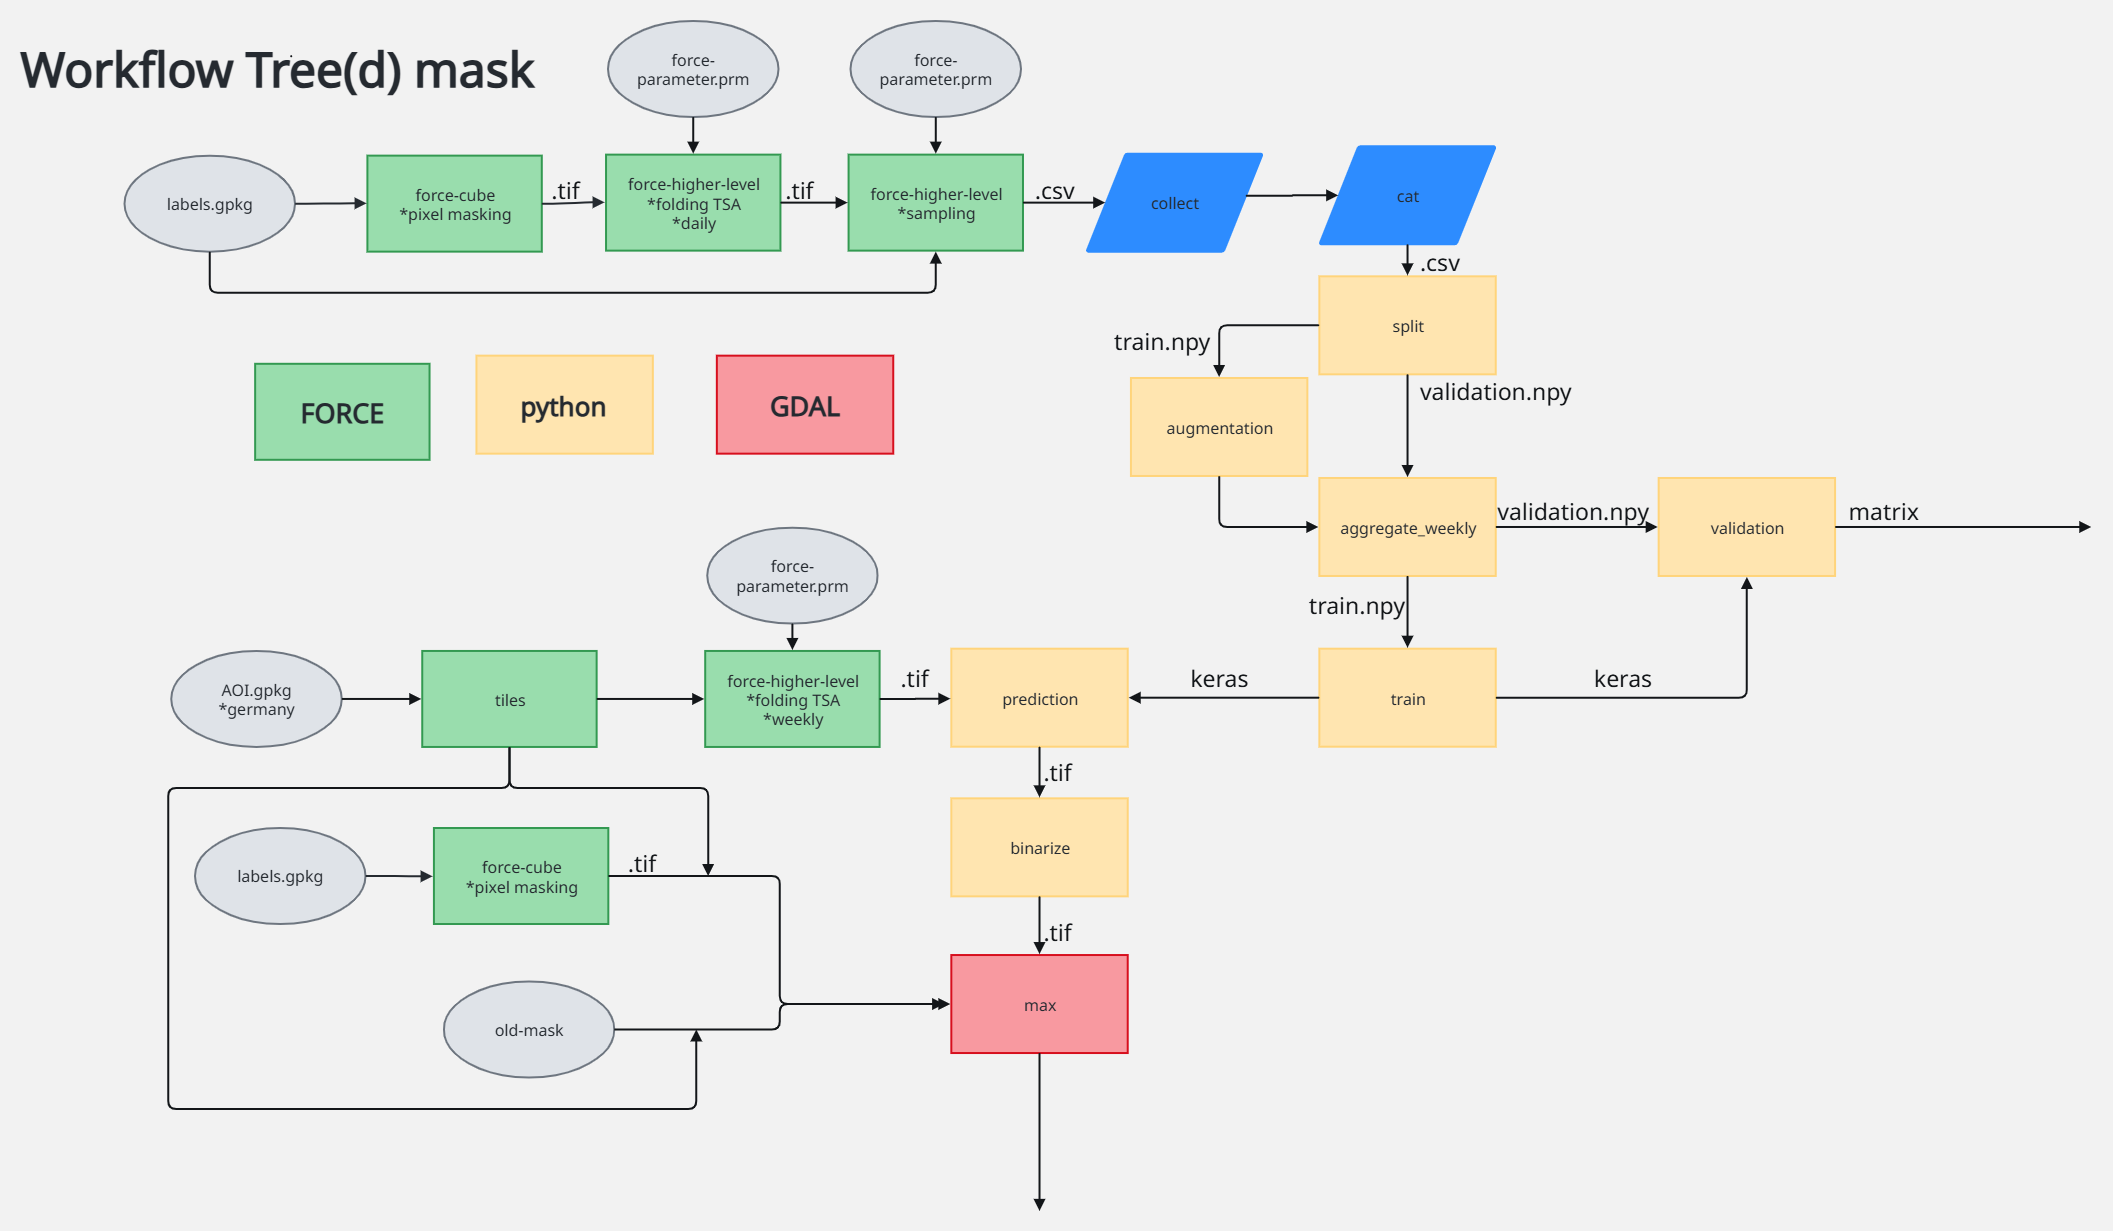 Workflow Tree(d) mask
force-
parameter.prm
force-
parameter.prm
labels.gpkg
force-cube
*pixel masking
.tif
force-higher-level
*folding TSA
*daily
.tif
force-higher-level
*sampling
.csv
collect
cat
.csv
split
train.npy
validation.npy
FORCE
python
GDAL
augmentation
aggregate_weekly
validation.npy
validation
matrix
train.npy
force-
parameter.prm
AOI.gpkg
*germany
tiles
force-higher-level
*folding TSA
*weekly
.tif
prediction
keras
train
keras
.tif
binarize
labels.gpkg
force-cube
*pixel masking
.tif
.tif
old-mask
max